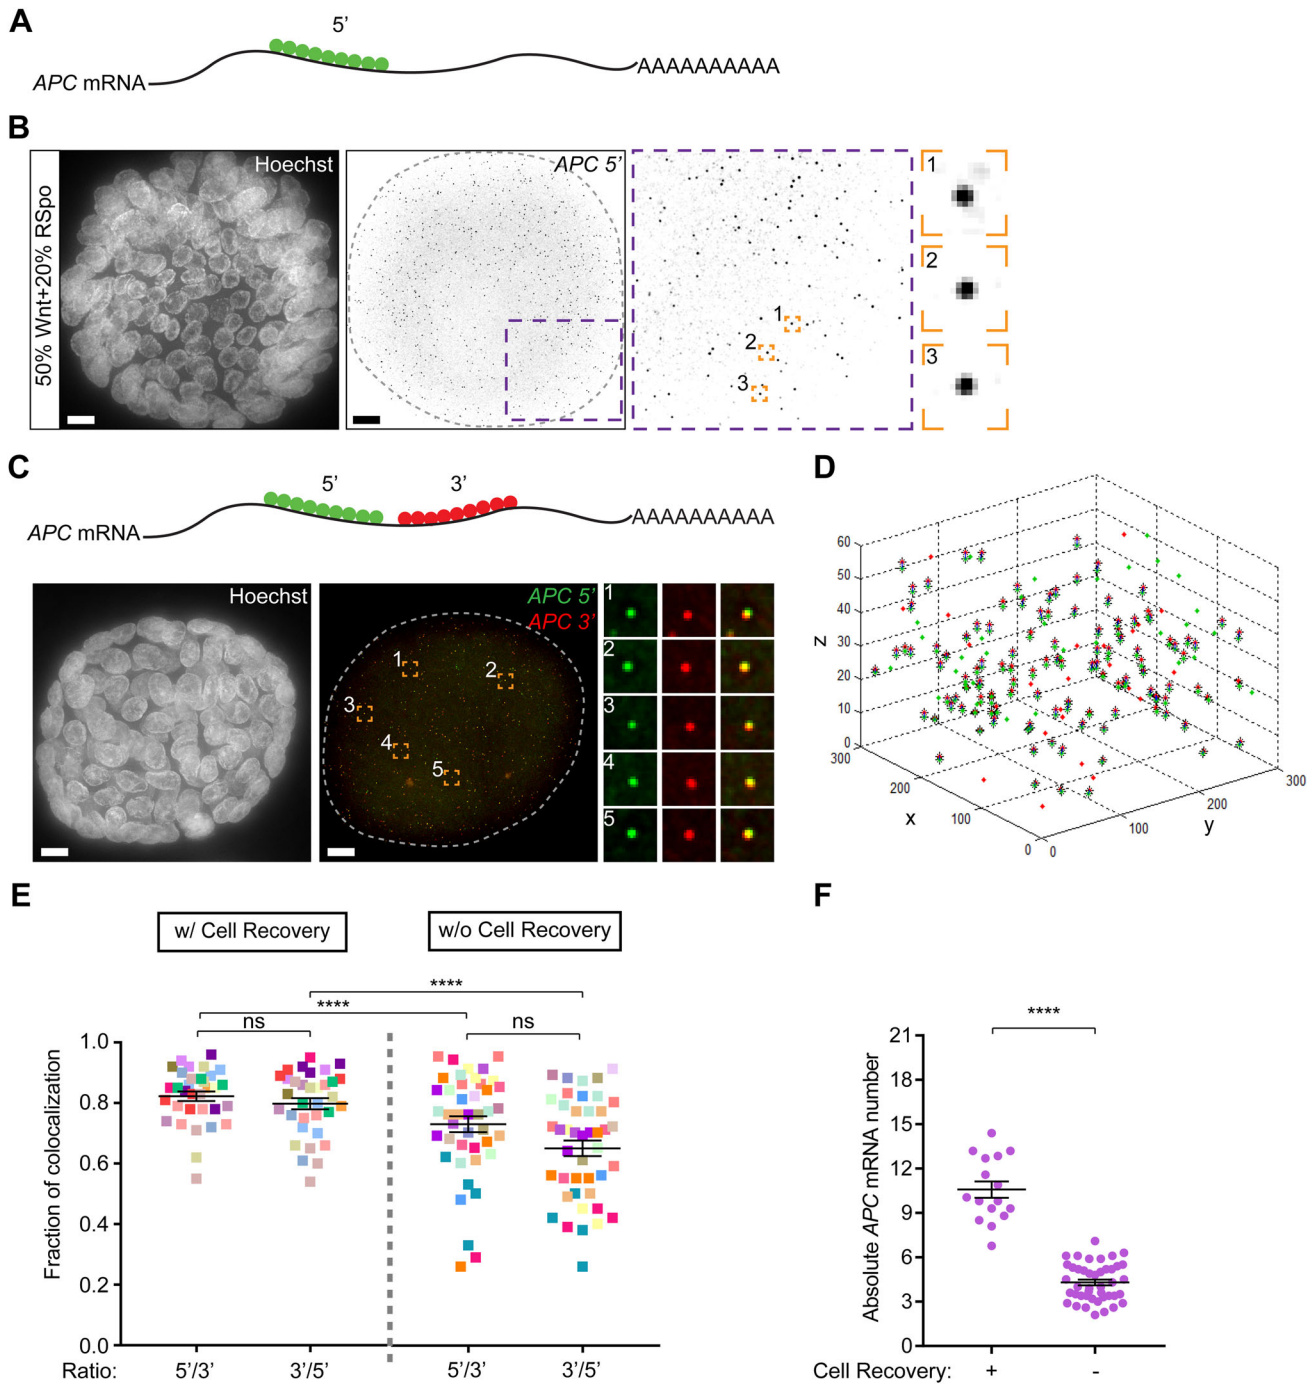 A
5’
APC mRNA
AAAAAAAAAA
B
50% Wnt+20% RSpo
Hoechst
APC 5’
1
2
3
1
2
3
C
5’
3’
APC mRNA
AAAAAAAAAA
Hoechst
APC 5’
APC 3’
1
2
3
4
5
1
2
3
4
5
D
60
50
40
30
20
10
0
z
300
200
100
0
x
0
100
200
300
y
E
w/ Cell Recovery
w/o Cell Recovery
****
****
ns
ns
Fraction of colocalization
1.0
0.8
0.6
0.4
0.2
0.0
Ratio:
5’/3’
3’/5’
5’/3’
3’/5’
F
****
Absolute APC mRNA number
21
18
15
12
9
6
3
0
Cell Recovery:
+
-